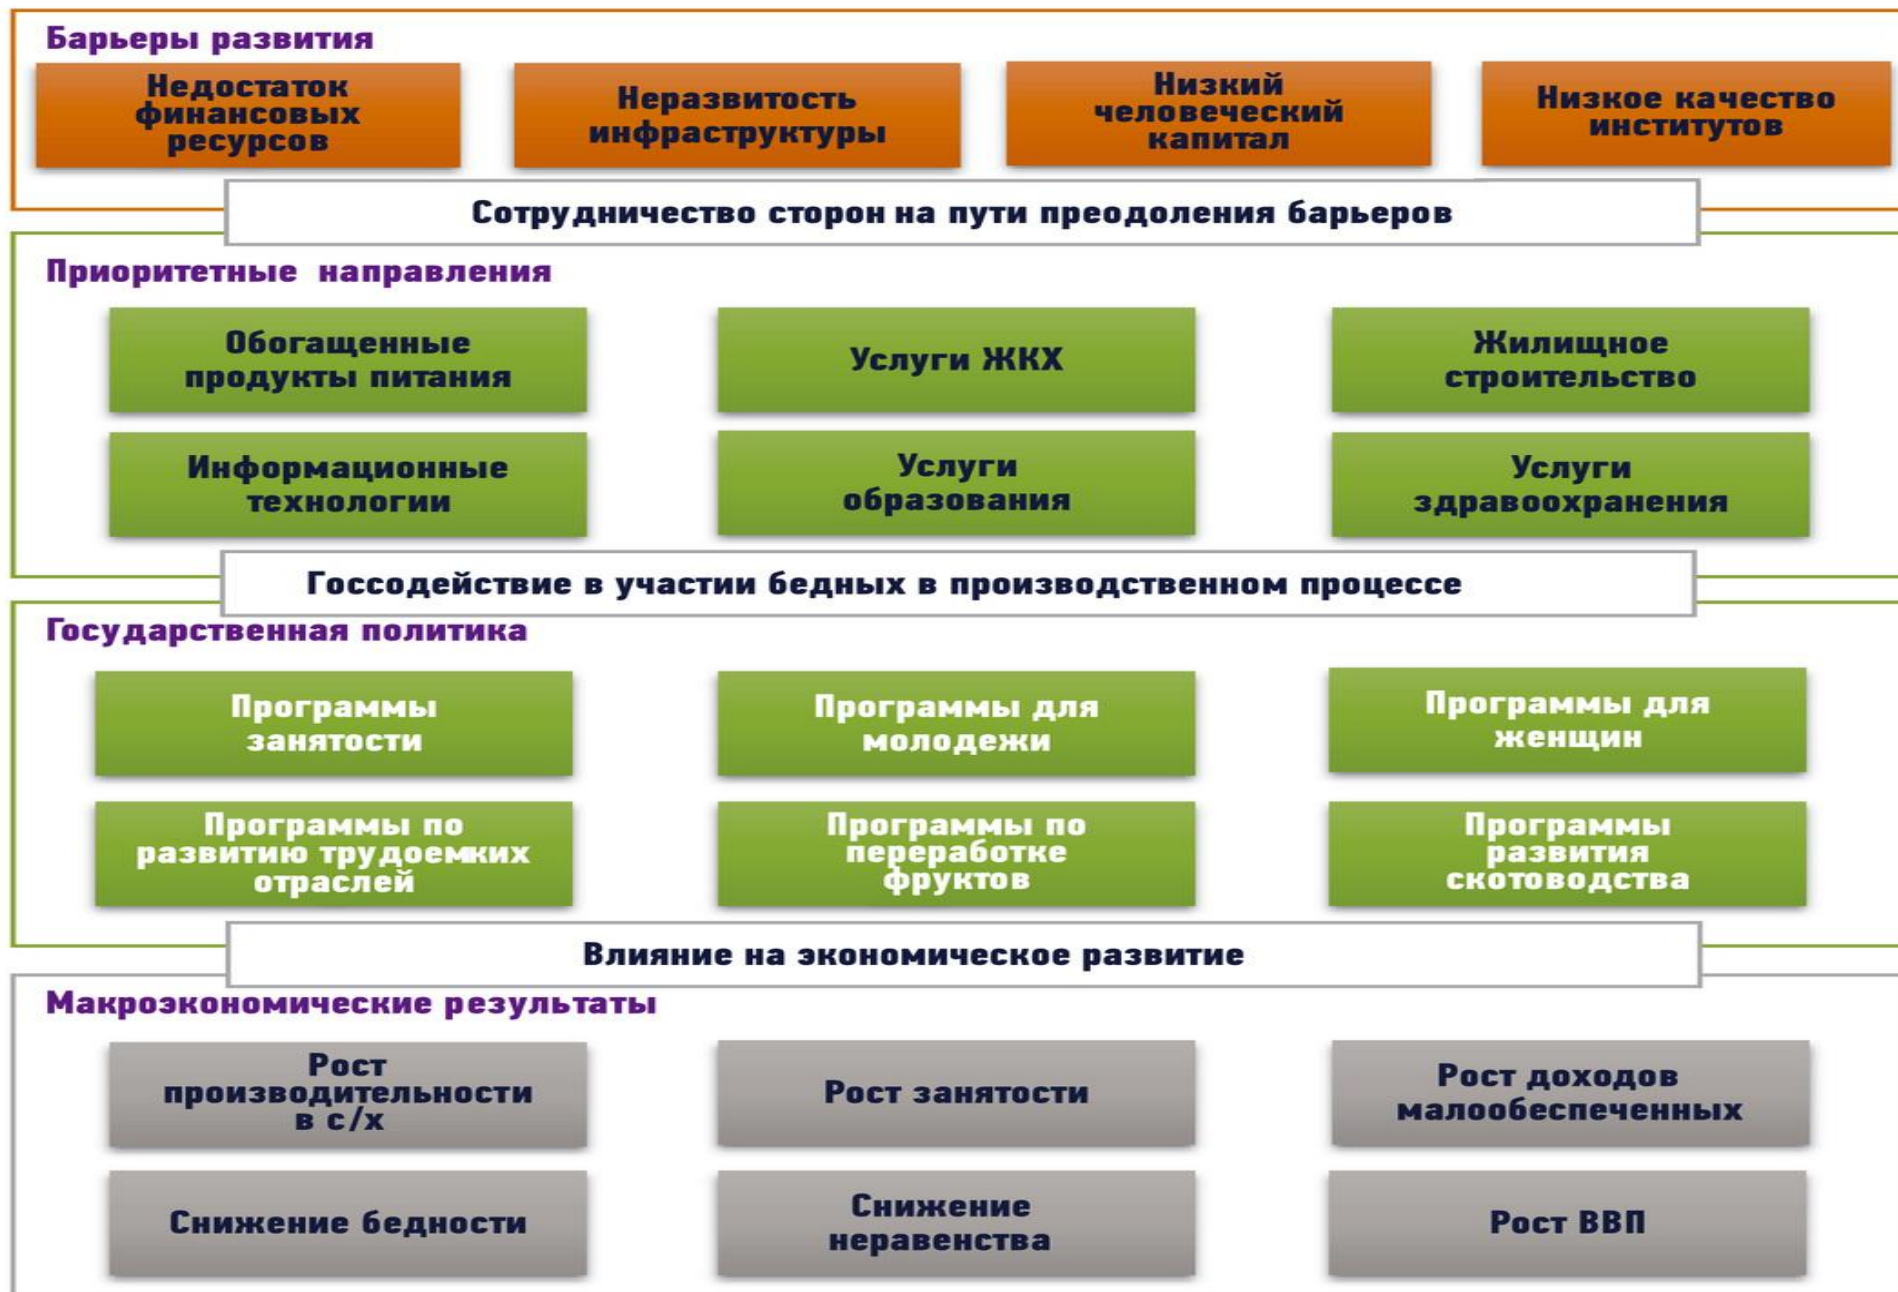 Барьеры развития
Недостаток
финансовых
ресурсов
Неразвитость
инфраструктуры
Низкий
человеческий
капитал
Низкое качество
институтов
Сотрудничество сторон на пути преодоления барьеров
Приоритетные направления
Обогащенные
продукты питания
Услуги ЖКХ
Жилищное
строительство
Информационные
технологии
Услуги
образования
Услуги
здравоохранения
Госсодействие в участии бедных в производственном процессе
Государственная политика
Программы
занятости
Программы для
молодежи
Программы для
женщин
Программы по
развитию трудоемких
отраслей
Программы по
переработке
фруктов
Программы
развития
скотоводства
Влияние на экономическое развитие
Макроэкономические результаты
Рост
производительности
в с/х
Рост занятости
Рост доходов
малообеспеченных
Снижение бедности
Снижение
неравенства
Рост ВВП